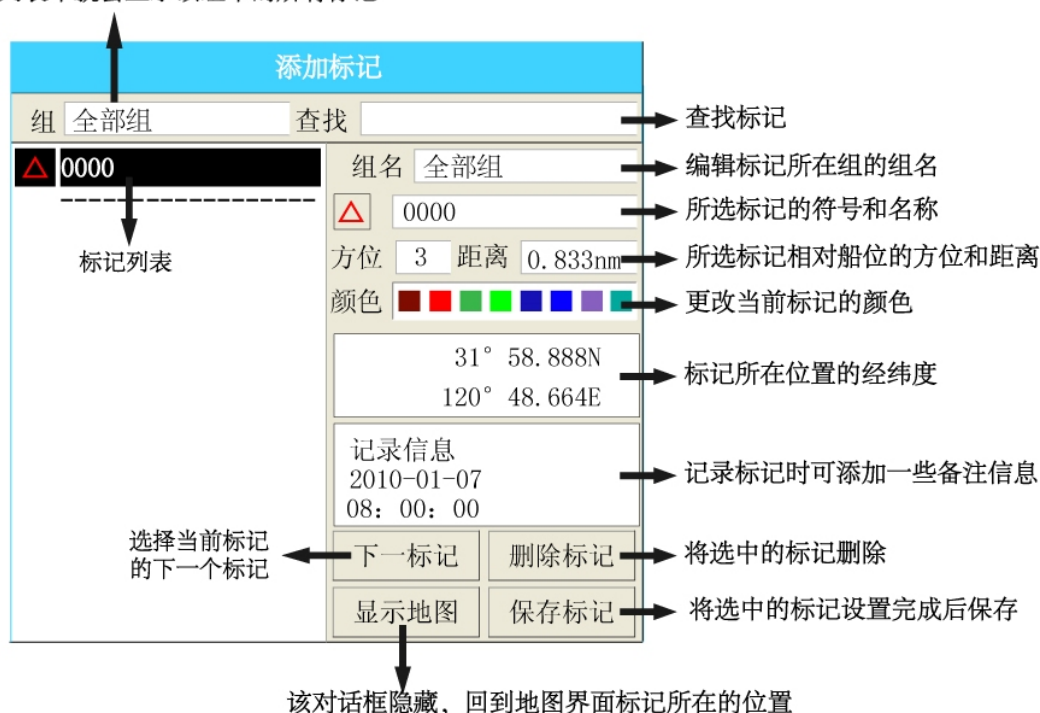 添加标记
组 全部组 查找
查找标记
0000
组名 全部组
编辑标记所在组的组名
0000
所选标记的符号和名称
标记列表
方位 3 距离 0.833nm
所选标记相对船位的方位和距离
颜色
更改当前标记的颜色
31° 58.888N
120° 48.664E
标记所在位置的经纬度
记录信息
2010-01-07
08: 00: 00
记录标记时可添加一些备注信息
选择当前标记
的下一个标记
下一标记 删除标记
将选中的标记删除
显示地图 保存标记
将选中的标记设置完成后保存
该对话框隐藏，回到地图界面标记所在的位置